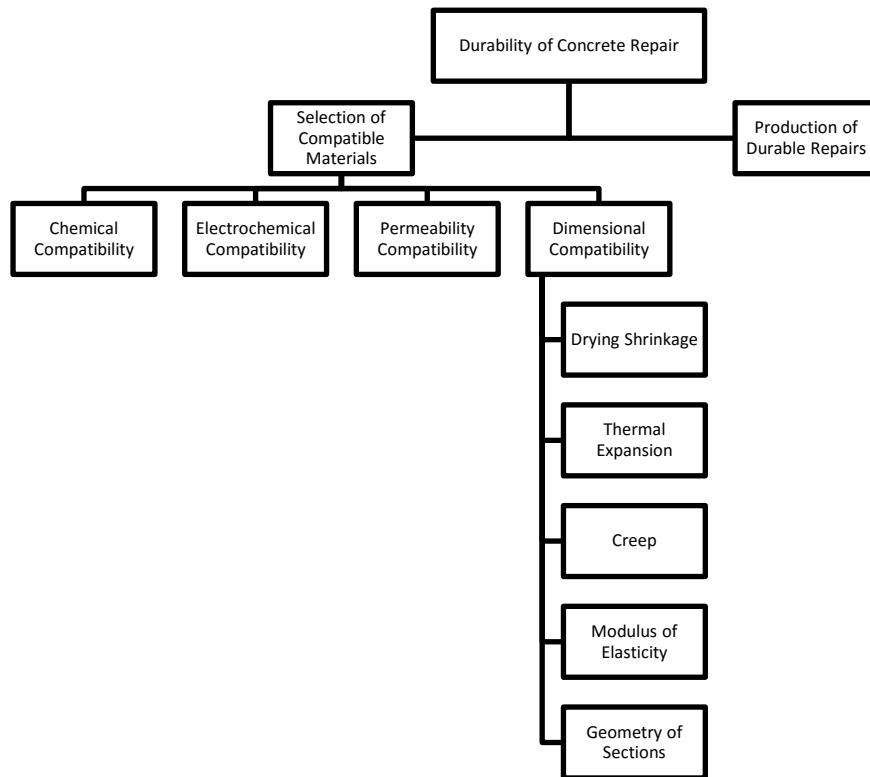 Durability of Concrete Repair
Selection of
Compatible
Materials
Production of
Durable Repairs
Chemical
Compatibility
Electrochemical
Compatibility
Permeability
Compatibility
Dimensional
Compatibility
Drying Shrinkage
Thermal
Expansion
Creep
Modulus of
Elasticity
Geometry of
Sections